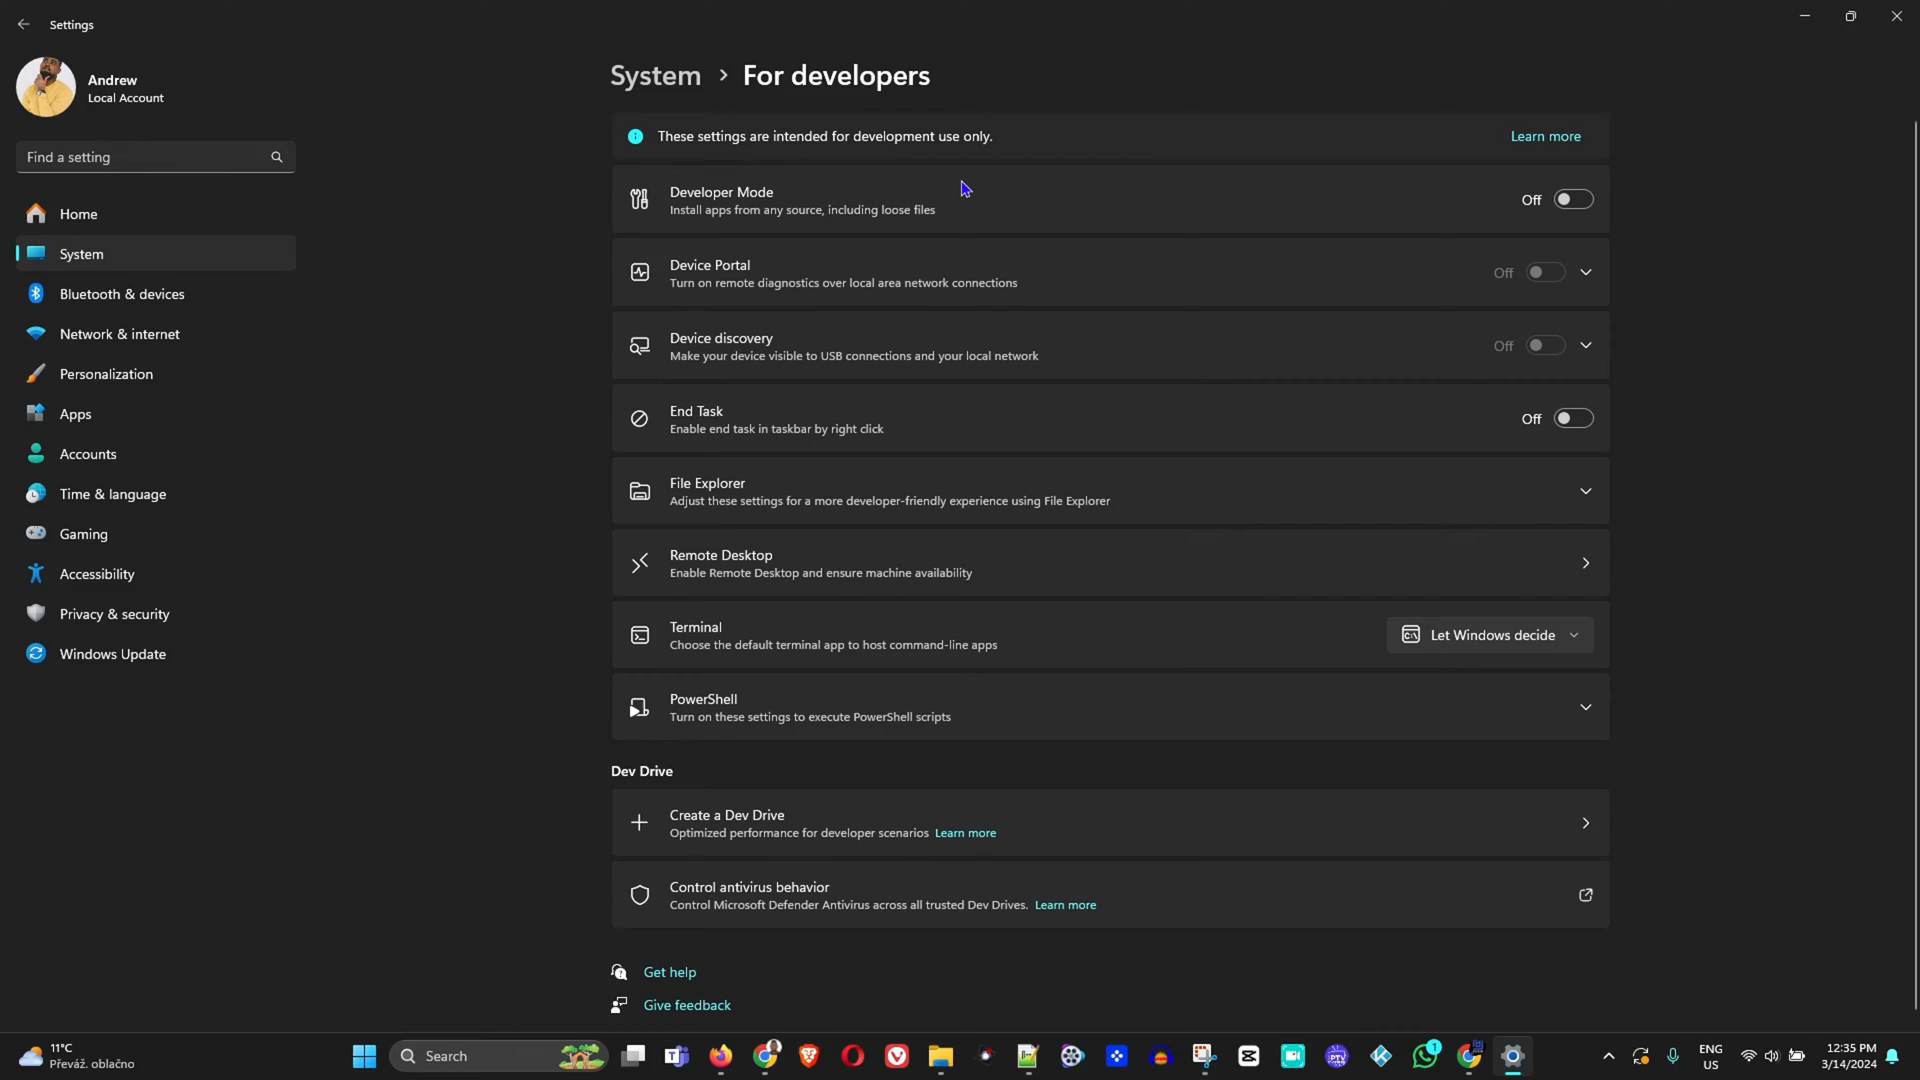 Settings
Andrew
Local Account
Find a setting
Home
System
Bluetooth & devices
Network & internet
Personalization
Apps
Accounts
Time & language
Gaming
Accessibility
Privacy & security
Windows Update
System > For developers
These settings are intended for development use only. Learn more
Developer Mode
Install apps from any source, including loose files
Off
Device Portal
Turn on remote diagnostics over local area network connections
Off
Device discovery
Make your device visible to USB connections and your local network
Off
End Task
Enable end task in taskbar by right click
Off
File Explorer
Adjust these settings for a more developer-friendly experience using File Explorer
Remote Desktop
Enable Remote Desktop and ensure machine availability
Terminal
Choose the default terminal app to host command-line apps
Let Windows decide
PowerShell
Turn on these settings to execute PowerShell scripts
Dev Drive
Create a Dev Drive
Optimized performance for developer scenarios Learn more
Control antivirus behavior
Control Microsoft Defender Antivirus across all trusted Dev Drives. Learn more
Get help
Give feedback
11°C
Převáž. oblačno
Search
1
ENG
US
12:35 PM
3/14/2024